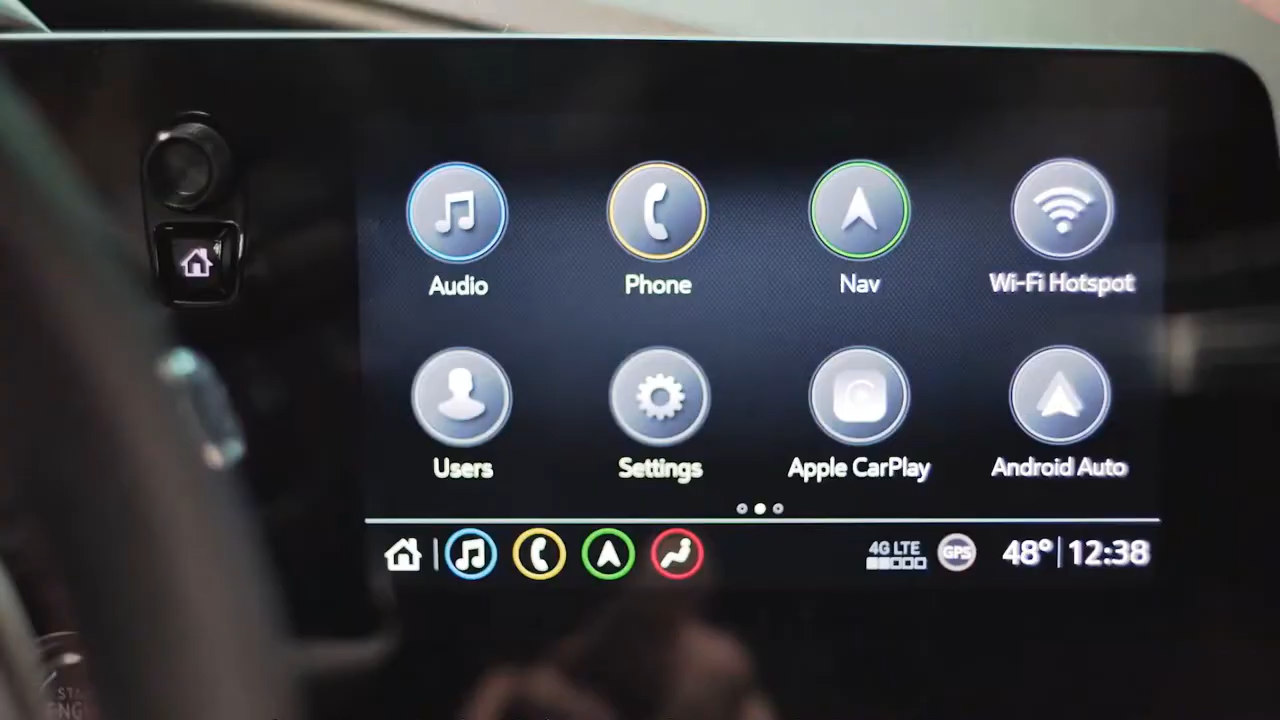 Audio
Phone
Nav
Wi-Fi Hotspot
Users
Settings
Apple CarPlay
Android Auto
4G LTE
GPS
48° | 12:38